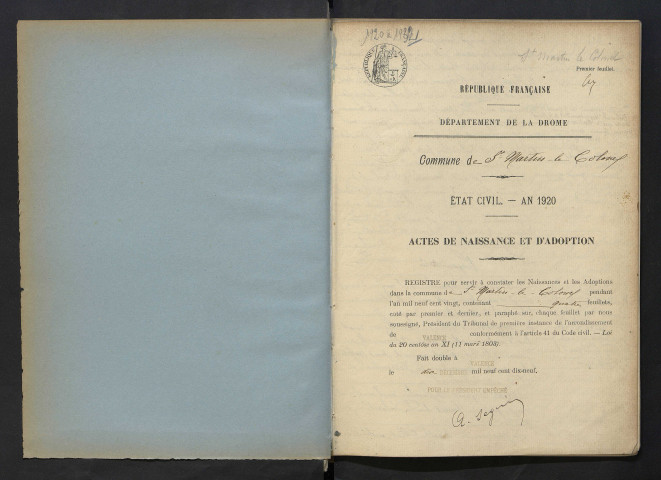 1920 à 1921
St Martin le Colonel
Premier feuillet.
RÉPUBLIQUE FRANÇAISE
DÉPARTEMENT DE LA DROME
Commune de St Martin-le-Colonel
ÉTAT CIVIL. — AN 1920
ACTES DE NAISSANCE ET D'ADOPTION
REGISTRE pour servir à constater les Naissances et les Adoptions
dans la commune de St Martin-le-Colonel pendant
l'an mil neuf cent vingt, contenant quatre feuillets,
coté par premier et dernier, et paraphé sur chaque feuillet par nous
soussigné, Président du Tribunal de première instance de l'arrondissement
de VALENCE conformément à l'article 41 du Code civil. — Loi
du 20 ventôse an XI (11 mars 1803).
Fait double à VALENCE
le dix DÉCEMBRE mil neuf cent dix-neuf.
POUR LE PRÉSIDENT EMPÊCHÉ